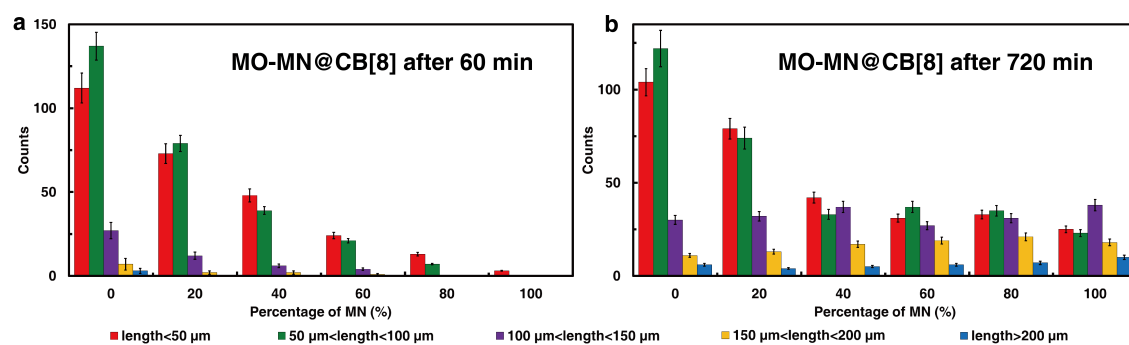 a
150
100
50
0
Counts
MO-MN@CB[8] after 60 min
0 20 40 60 80 100
Percentage of MN (%)
b
100
50
0
Counts
MO-MN@CB[8] after 720 min
0 20 40 60 80 100
Percentage of MN (%)
length<50 μm 50 μm<length<100 μm 100 μm<length<150 μm 150 μm<length<200 μm length>200 μm